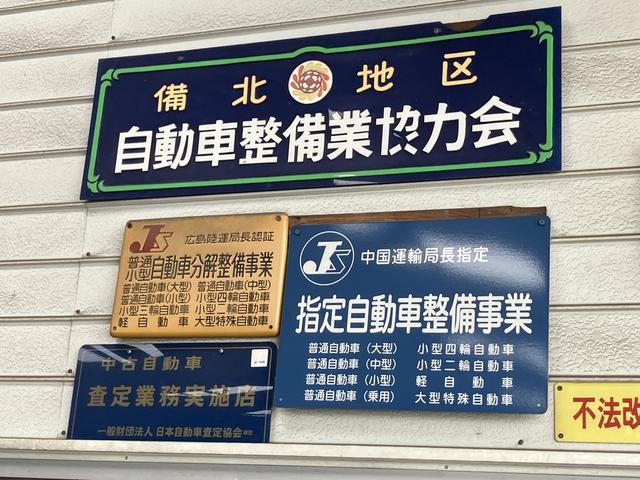 備北地区
自動車整備業協力会
JS
広島陸運局長認証
普通
小型
自動車分解整備事業
普通自動車(大型) 普通自動車(中型)
普通自動車(小型) 小型四輪自動車
小型三輪自動車 小型二輪自動車
軽自動車 大型特殊自動車
JS
中国運輸局長指定
指定自動車整備事業
普通自動車(大型) 小型四輪自動車
普通自動車(中型) 小型二輪自動車
普通自動車(小型) 軽自動車
普通自動車(乗用) 大型特殊自動車
中古自動車
査定業務実施店
一般財団法人 日本自動車査定協会
不法改